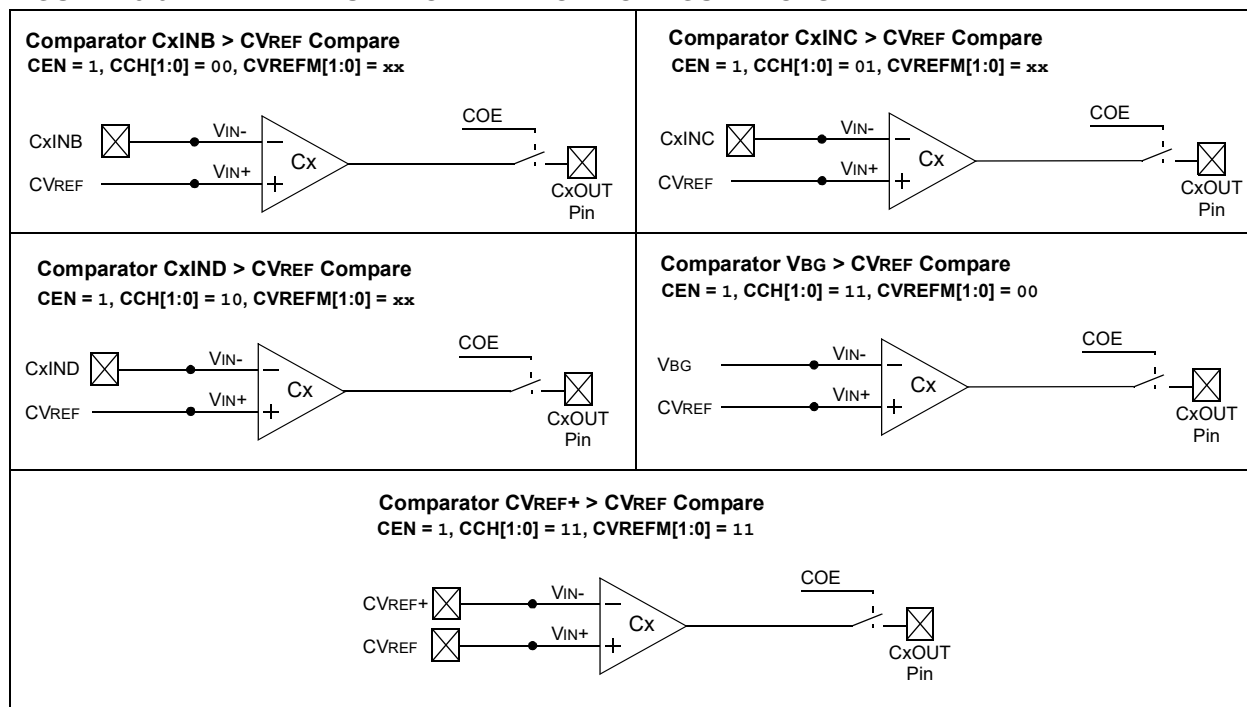 Comparator CxINB > CVREF Compare
CEN = 1, CCH[1:0] = 00, CVREFM[1:0] = xx
COE
CxINB
VIN-
Cx
CVREF
VIN+
CxOUT
Pin
Comparator CxINC > CVREF Compare
CEN = 1, CCH[1:0] = 01, CVREFM[1:0] = xx
COE
CxINC
VIN-
Cx
CVREF
VIN+
CxOUT
Pin
Comparator CxIND > CVREF Compare
CEN = 1, CCH[1:0] = 10, CVREFM[1:0] = xx
COE
CxIND
VIN-
Cx
CVREF
VIN+
CxOUT
Pin
Comparator VBG > CVREF Compare
CEN = 1, CCH[1:0] = 11, CVREFM[1:0] = 00
COE
VBG
VIN-
Cx
CVREF
VIN+
CxOUT
Pin
Comparator CVREF+ > CVREF Compare
CEN = 1, CCH[1:0] = 11, CVREFM[1:0] = 11
COE
CVREF+
VIN-
Cx
CVREF
VIN+
CxOUT
Pin